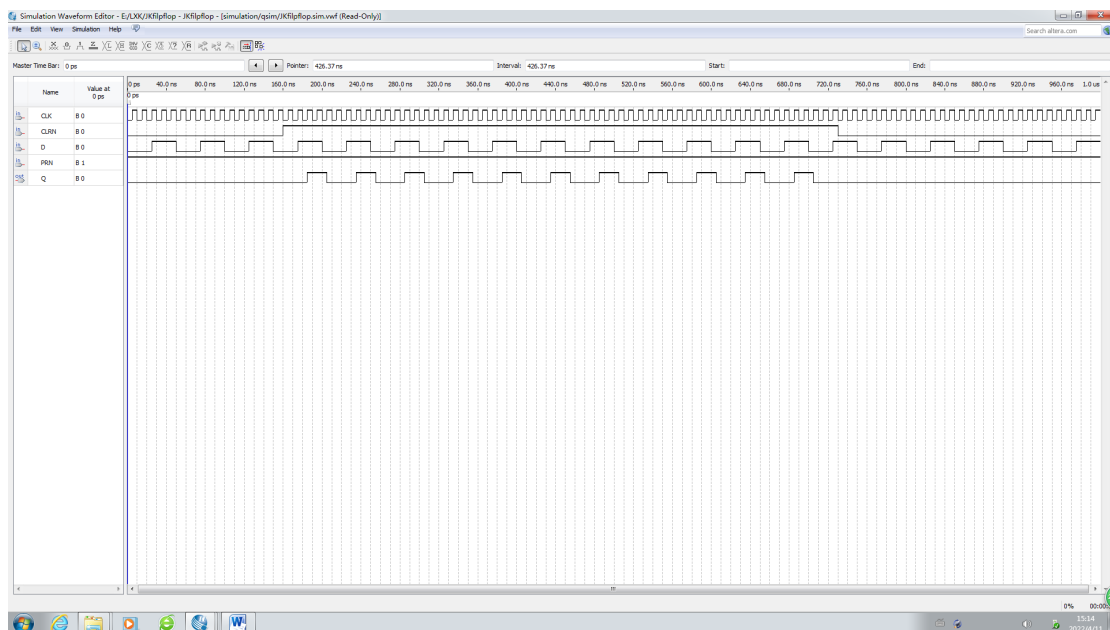 Simulation Waveform Editor - E:/LXK/JKfilpflop - JKfilpflop - [simulation/qsim/JKfilpflop.sim.vwf (Read-Only)]
File Edit View Simulation Help
Search altera.com
Master Time Bar: 0 ps Pointer: 426.37 ns Interval: 426.37 ns Start: End:
Name Value at 0 ps
0 ps 40.0 ns 80.0 ns 120.0 ns 160.0 ns 200.0 ns 240.0 ns 280.0 ns 320.0 ns 360.0 ns 400.0 ns 440.0 ns 480.0 ns 520.0 ns 560.0 ns 600.0 ns 640.0 ns 680.0 ns 720.0 ns 760.0 ns 800.0 ns 840.0 ns 880.0 ns 920.0 ns 960.0 ns 1.0 us
0 ps
CLK B 0
CLRN B 0
D B 0
PRN B 1
Q B 0
0% 00:00:
15:14
2022/4/11